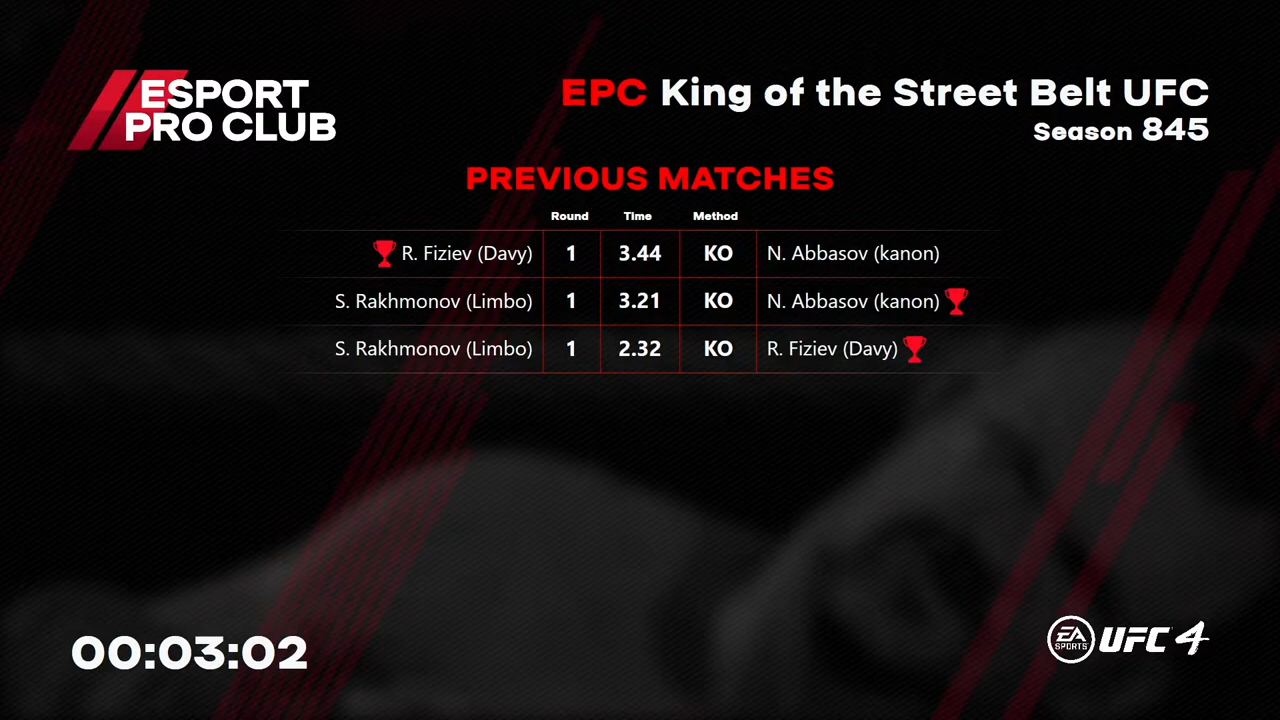 ESPORT
PRO CLUB
EPC King of the Street Belt UFC
Season 845
PREVIOUS MATCHES
Round Time Method
R. Fiziev (Davy) 1 3.44 KO N. Abbasov (kanon)
S. Rakhmonov (Limbo) 1 3.21 KO N. Abbasov (kanon)
S. Rakhmonov (Limbo) 1 2.32 KO R. Fiziev (Davy)
00:03:02
EA SPORTS UFC 4